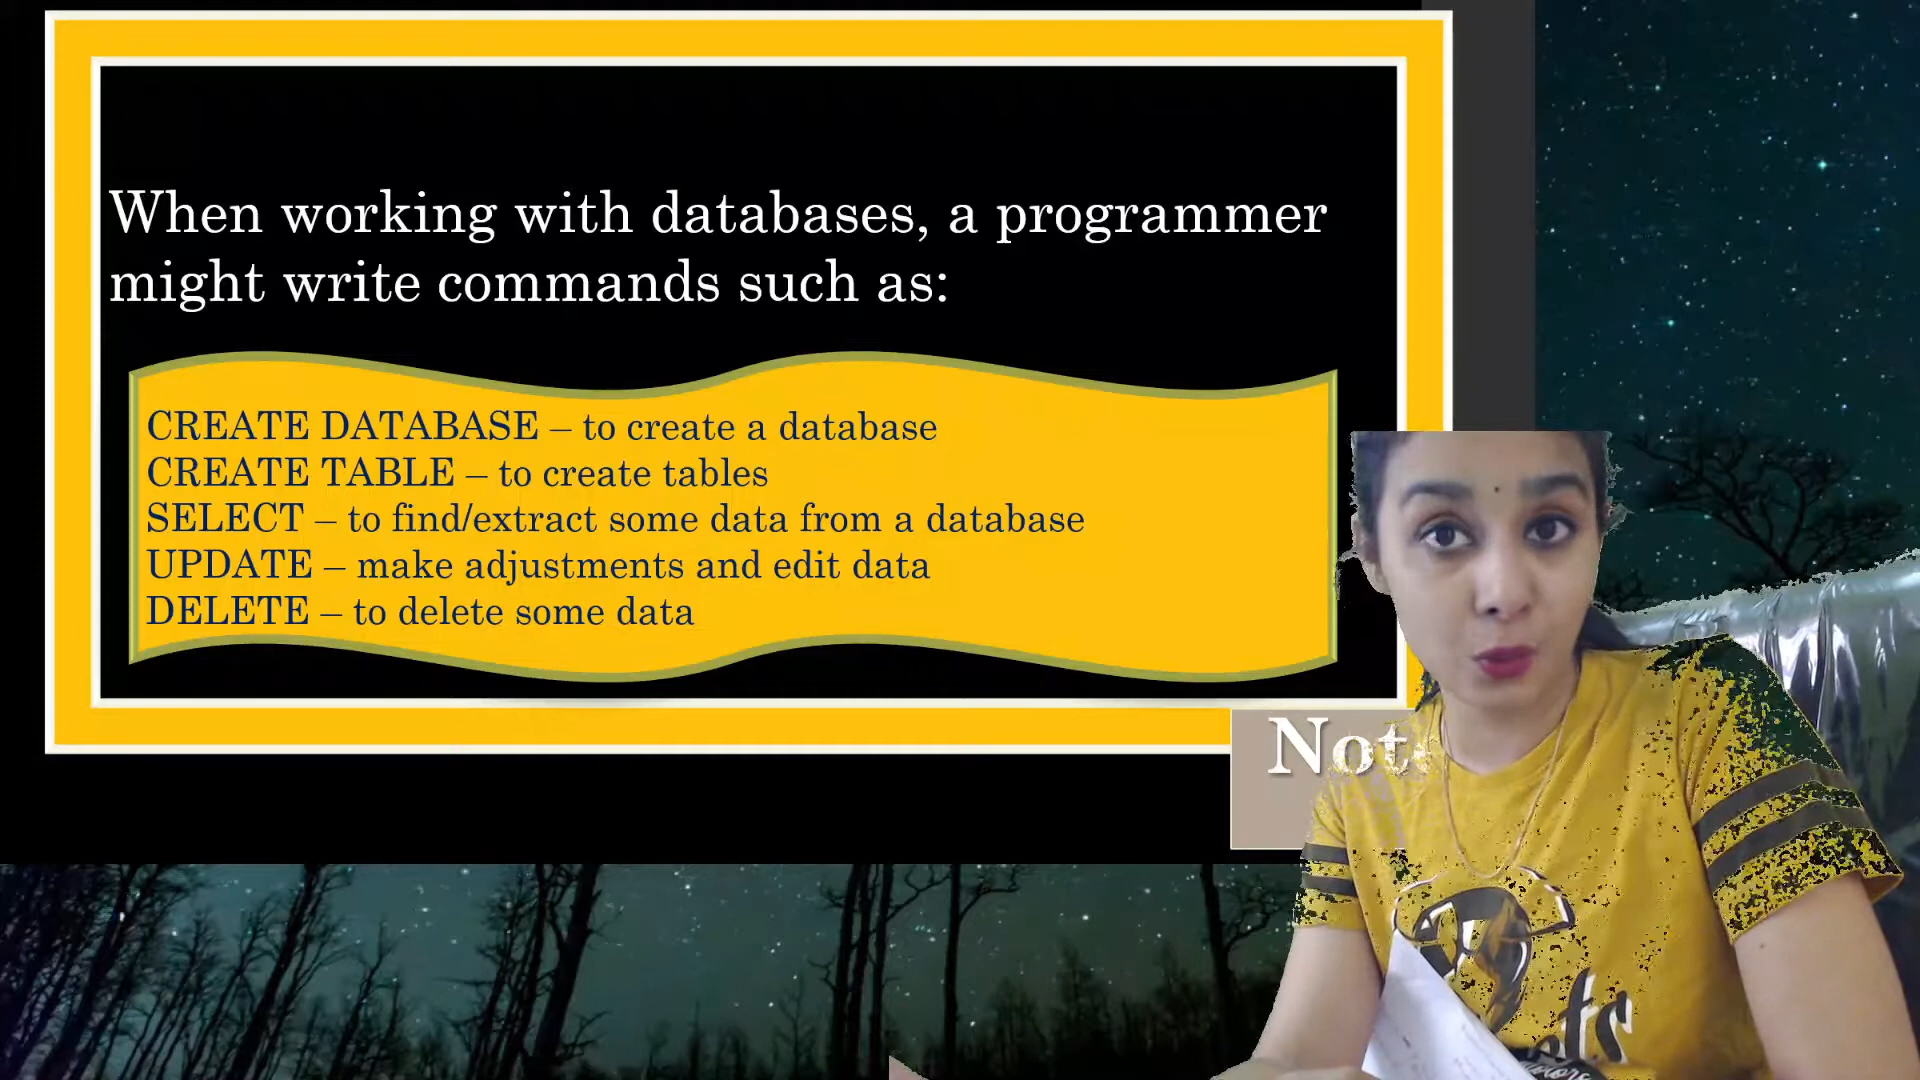 When working with databases, a programmer
might write commands such as:
CREATE DATABASE – to create a database
CREATE TABLE – to create tables
SELECT – to find/extract some data from a database
UPDATE – make adjustments and edit data
DELETE – to delete some data